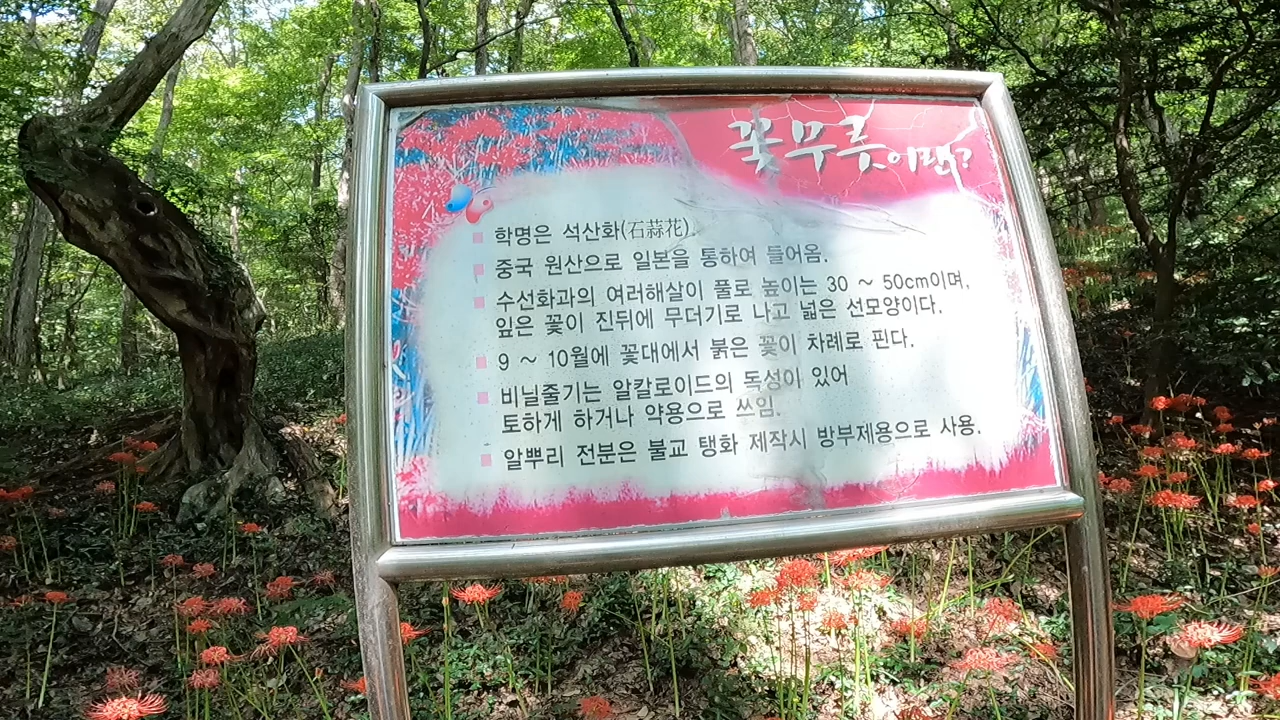 꽃무릇이란?
학명은 석산화(石蒜花).
중국 원산으로 일본을 통하여 들어옴.
수선화과의 여러해살이 풀로 높이는 30 ~ 50cm이며,
잎은 꽃이 진뒤에 무더기로 나고 넓은 선모양이다.
9 ~ 10월에 꽃대에서 붉은 꽃이 차례로 핀다.
비닐줄기는 알칼로이드의 독성이 있어
토하게 하거나 약용으로 쓰임.
알뿌리 전분은 불교 탱화 제작시 방부제용으로 사용.